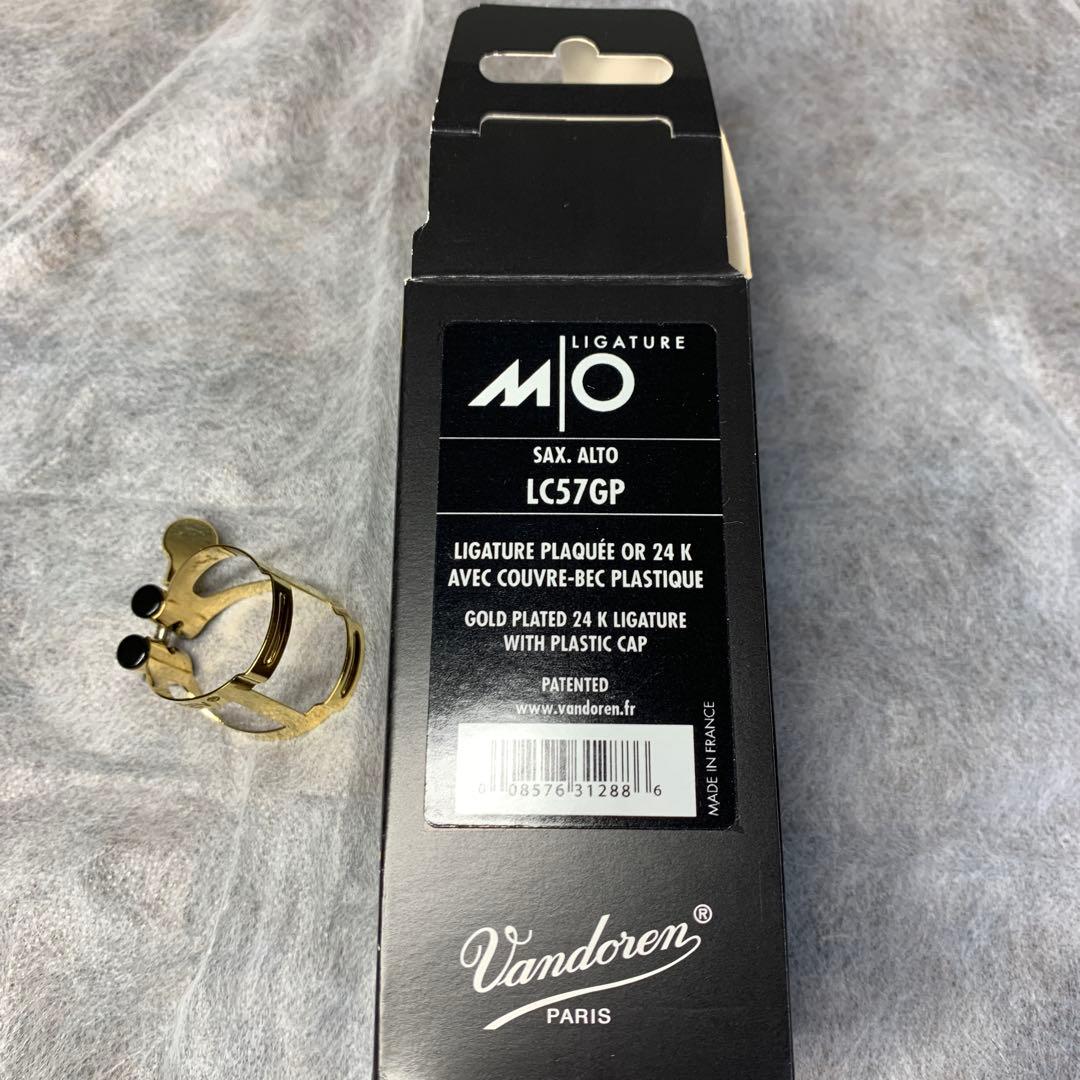 LIGATURE
M|O
SAX. ALTO
LC57GP
LIGATURE PLAQUÉE OR 24 K
AVEC COUVRE-BEC PLASTIQUE
GOLD PLATED 24 K LIGATURE
WITH PLASTIC CAP
PATENTED
www.vandoren.fr
0 08576 31288 6
MADE IN FRANCE
Vandoren®
PARIS